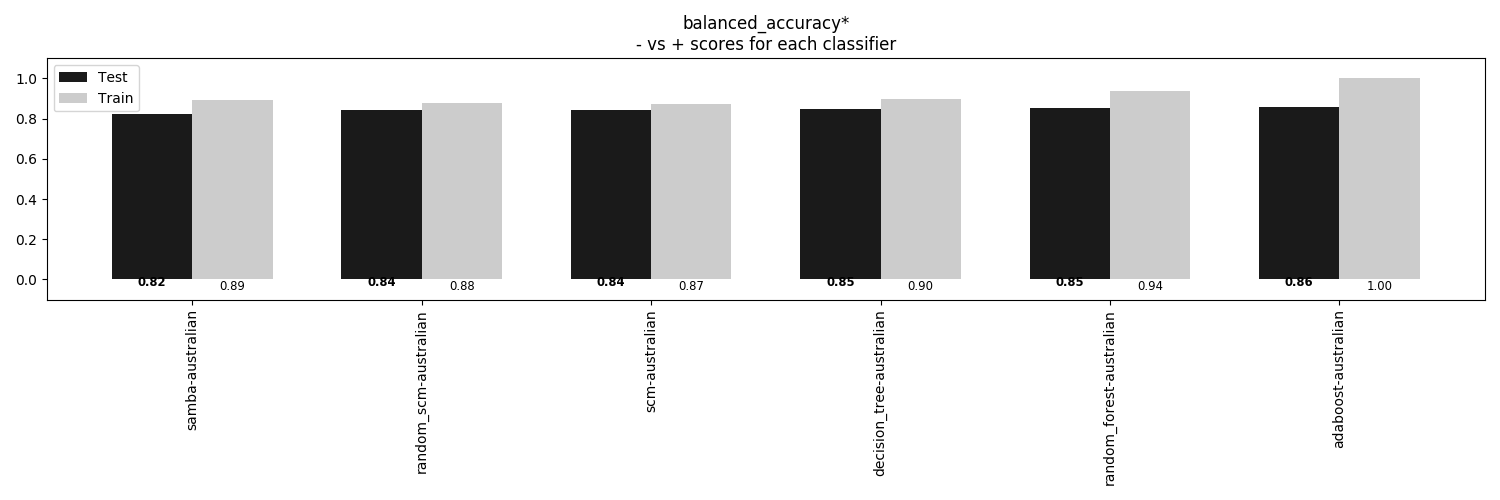 balanced_accuracy*
- vs + scores for each classifier
Test
Train
1.0
0.8
0.6
0.4
0.2
0.0
0.82
0.89
0.84
0.88
0.84
0.87
0.85
0.90
0.85
0.94
0.86
1.00
samba-australian
random_scm-australian
scm-australian
decision_tree-australian
random_forest-australian
adaboost-australian